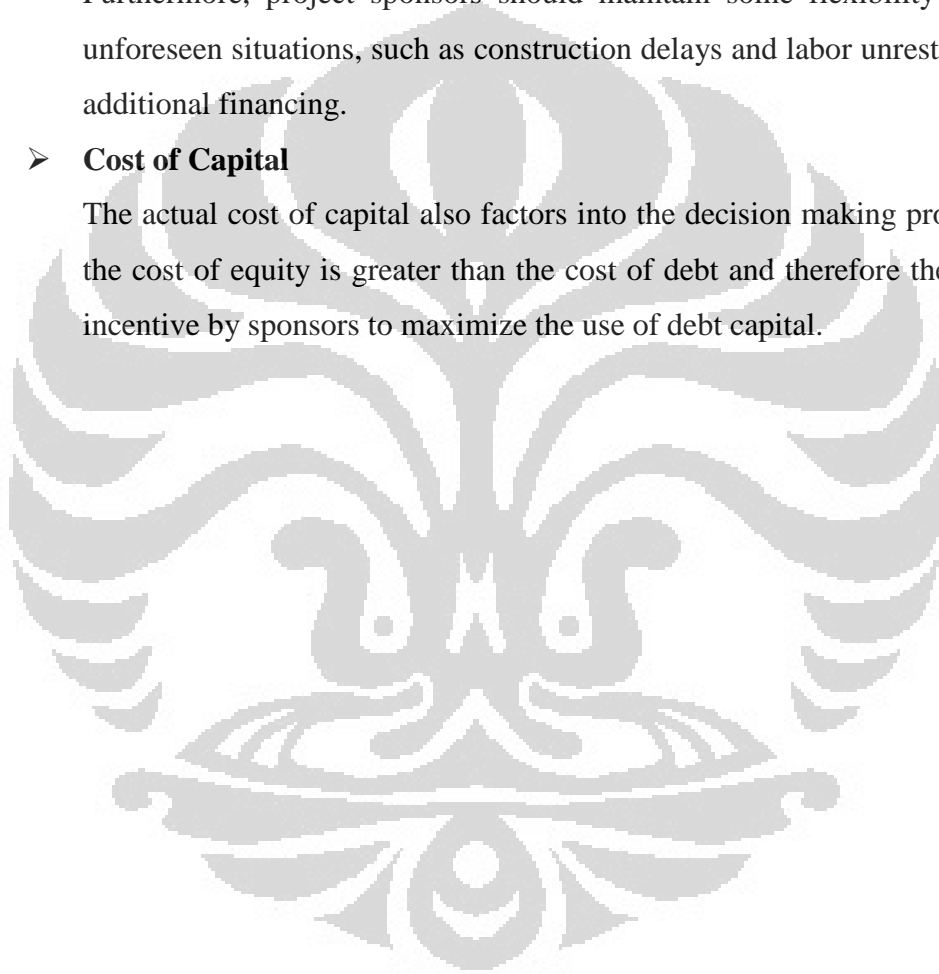 Furthermore, project sponsors should maintain some flexibility
unforeseen situations, such as construction delays and labor unrest
additional financing.
➢ Cost of Capital
The actual cost of capital also factors into the decision making
the cost of equity is greater than the cost of debt and therefore
incentive by sponsors to maximize the use of debt capital.